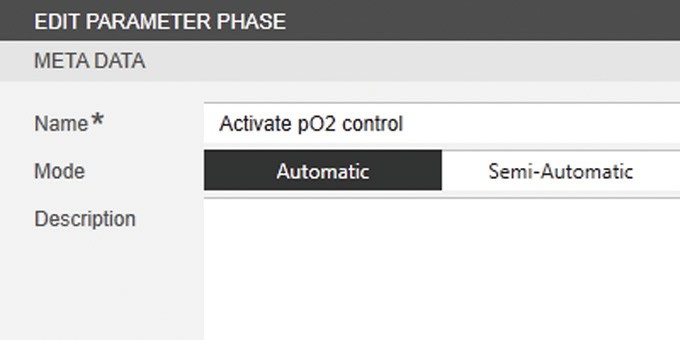 EDIT PARAMETER PHASE
META DATA
Name* Activate pO2 control
Mode Automatic Semi-Automatic
Description